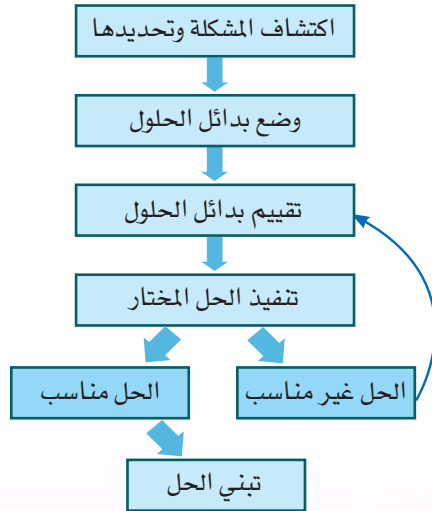 اكتشاف المشكلة وتحديدها
وضع بدائل الحلول
تقييم بدائل الحلول
تنفيذ الحل المختار
الحل غير مناسب
الحل مناسب
تبني الحل